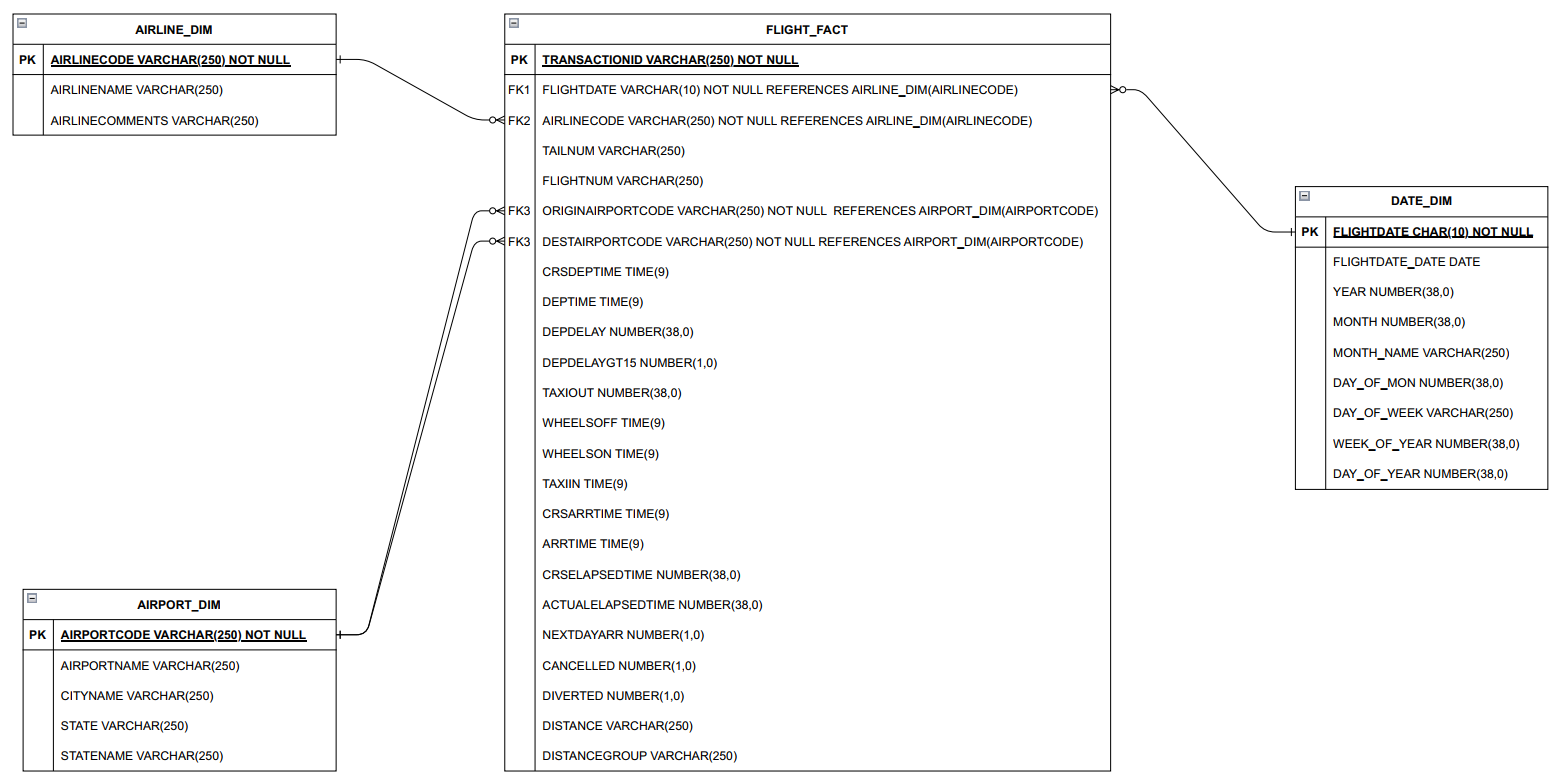 AIRLINE_DIM
PK AIRLINECODE VARCHAR(250) NOT NULL
AIRLINENAME VARCHAR(250)
AIRLINECOMMENTS VARCHAR(250)
FLIGHT_FACT
PK TRANSACTIONID VARCHAR(250) NOT NULL
FK1 FLIGHTDATE VARCHAR(10) NOT NULL REFERENCES AIRLINE_DIM(AIRLINECODE)
FK2 AIRLINECODE VARCHAR(250) NOT NULL REFERENCES AIRLINE_DIM(AIRLINECODE)
TAILNUM VARCHAR(250)
FLIGHTNUM VARCHAR(250)
FK3 ORIGINAIRPORTCODE VARCHAR(250) NOT NULL REFERENCES AIRPORT_DIM(AIRPORTCODE)
FK3 DESTAIRPORTCODE VARCHAR(250) NOT NULL REFERENCES AIRPORT_DIM(AIRPORTCODE)
CRSDEPTIME TIME(9)
DEPTIME TIME(9)
DEPDELAY NUMBER(38,0)
DEPDELAYGT15 NUMBER(1,0)
TAXIOUT NUMBER(38,0)
WHEELSOFF TIME(9)
WHEELSON TIME(9)
TAXIIN TIME(9)
CRSARRTIME TIME(9)
ARRTIME TIME(9)
CRSELAPSEDTIME NUMBER(38,0)
ACTUALELAPSEDTIME NUMBER(38,0)
NEXTDAYARR NUMBER(1,0)
CANCELLED NUMBER(1,0)
DIVERTED NUMBER(1,0)
DISTANCE VARCHAR(250)
DISTANCEGROUP VARCHAR(250)
DATE_DIM
PK FLIGHTDATE CHAR(10) NOT NULL
FLIGHTDATE_DATE DATE
YEAR NUMBER(38,0)
MONTH NUMBER(38,0)
MONTH_NAME VARCHAR(250)
DAY_OF_MON NUMBER(38,0)
DAY_OF_WEEK VARCHAR(250)
WEEK_OF_YEAR NUMBER(38,0)
DAY_OF_YEAR NUMBER(38,0)
AIRPORT_DIM
PK AIRPORTCODE VARCHAR(250) NOT NULL
AIRPORTNAME VARCHAR(250)
CITYNAME VARCHAR(250)
STATE VARCHAR(250)
STATENAME VARCHAR(250)